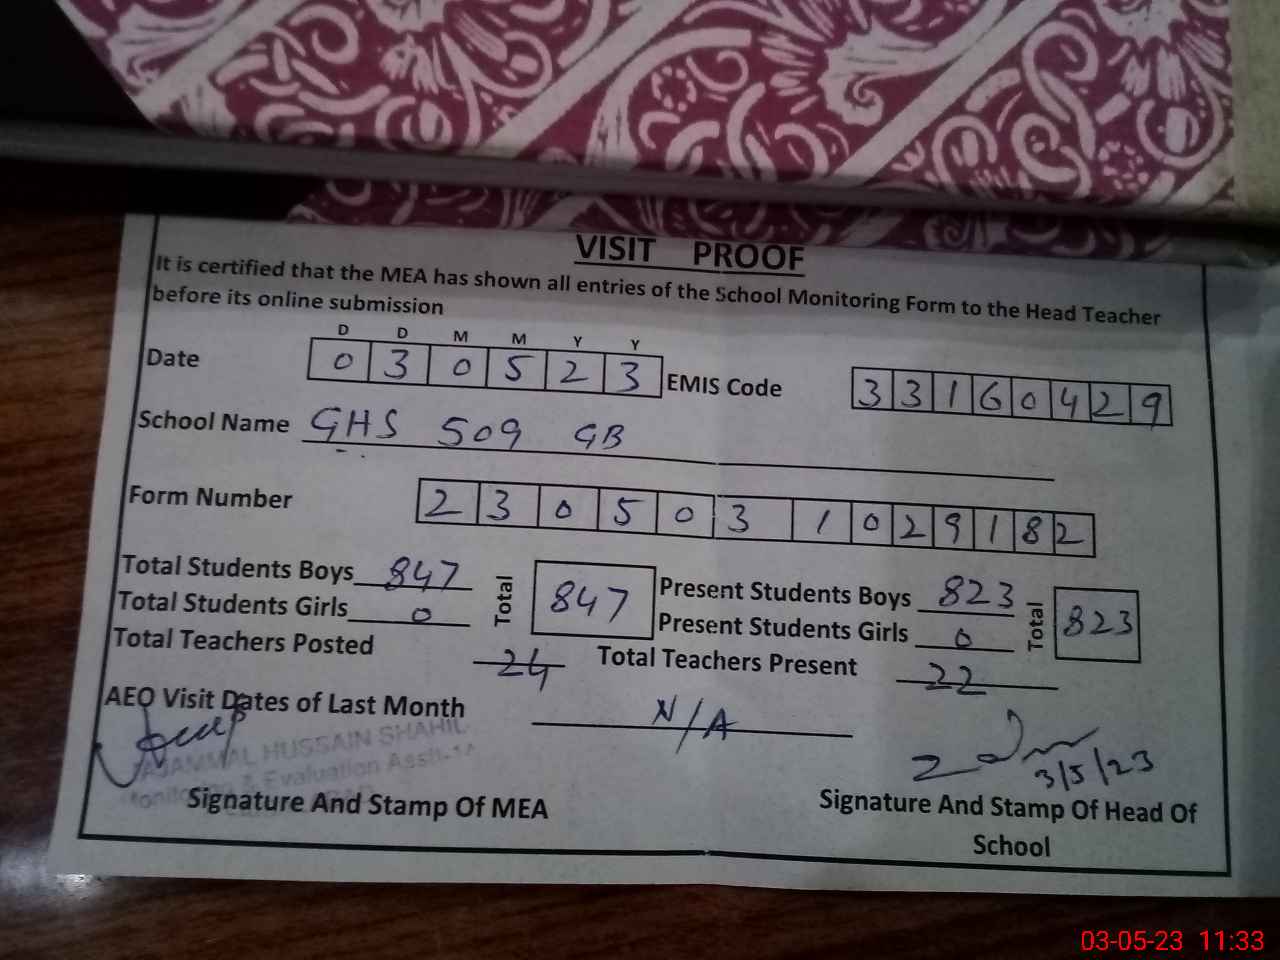 VISIT PROOF
It is certified that the MEA has shown all entries of the School Monitoring Form to the Head Teacher
before its online submission
D D M M Y Y
Date 0 3 0 5 2 3 EMIS Code 3 3 1 6 0 4 2 9
School Name GHS 509 GB
Form Number 2 3 0 5 0 3 1 0 2 9 1 8 2
Total Students Boys 847 Total 847 Present Students Boys 823 Total 823
Total Students Girls 0 Present Students Girls 0
Total Teachers Posted 24 Total Teachers Present 22
AEO Visit Dates of Last Month N/A
HUSSAIN SHAHIL
& Evaluation Asstt-14
3/5/23
Signature And Stamp Of MEA Signature And Stamp Of Head Of
School
03-05-23 11:33